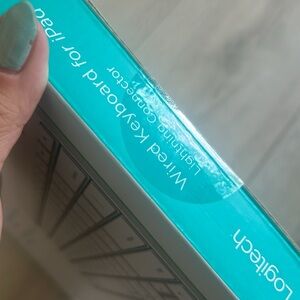 Wired Keyboard for iPad
Lightning Connector
Logitech